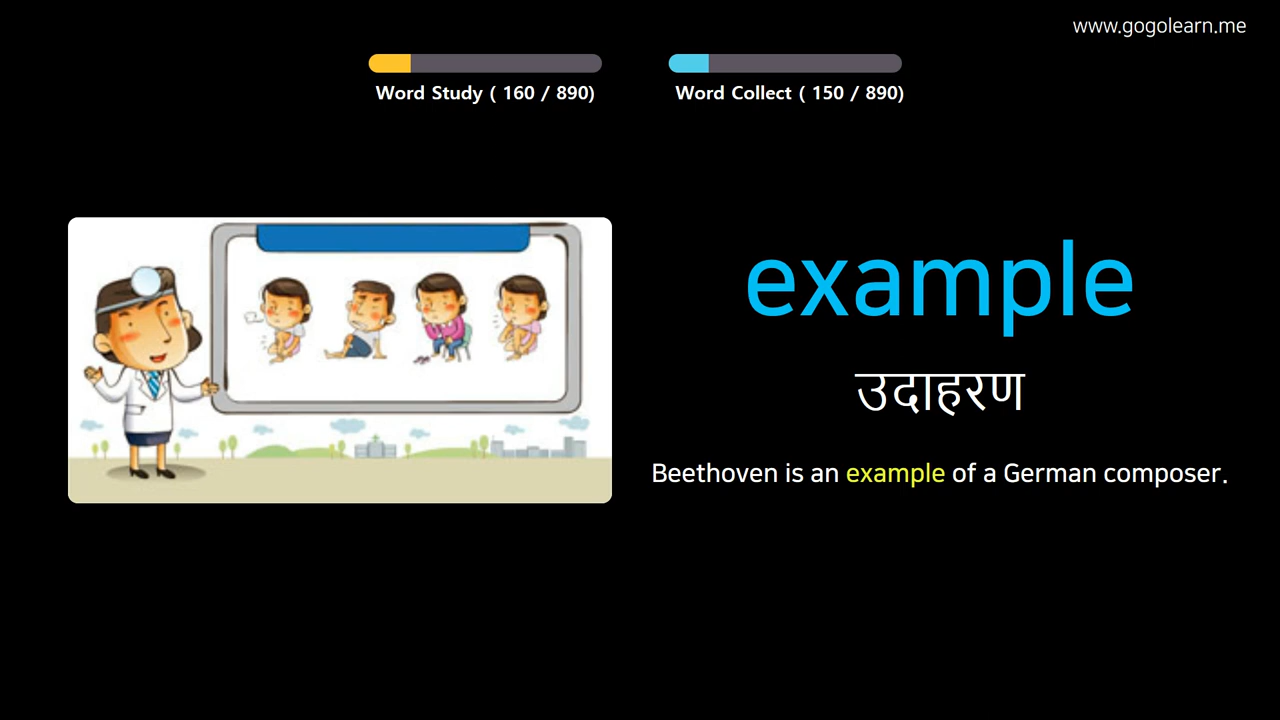 www.gogolearn.me
Word Study ( 160 / 890)
Word Collect ( 150 / 890)
example
उदाहरण
Beethoven is an example of a German composer.